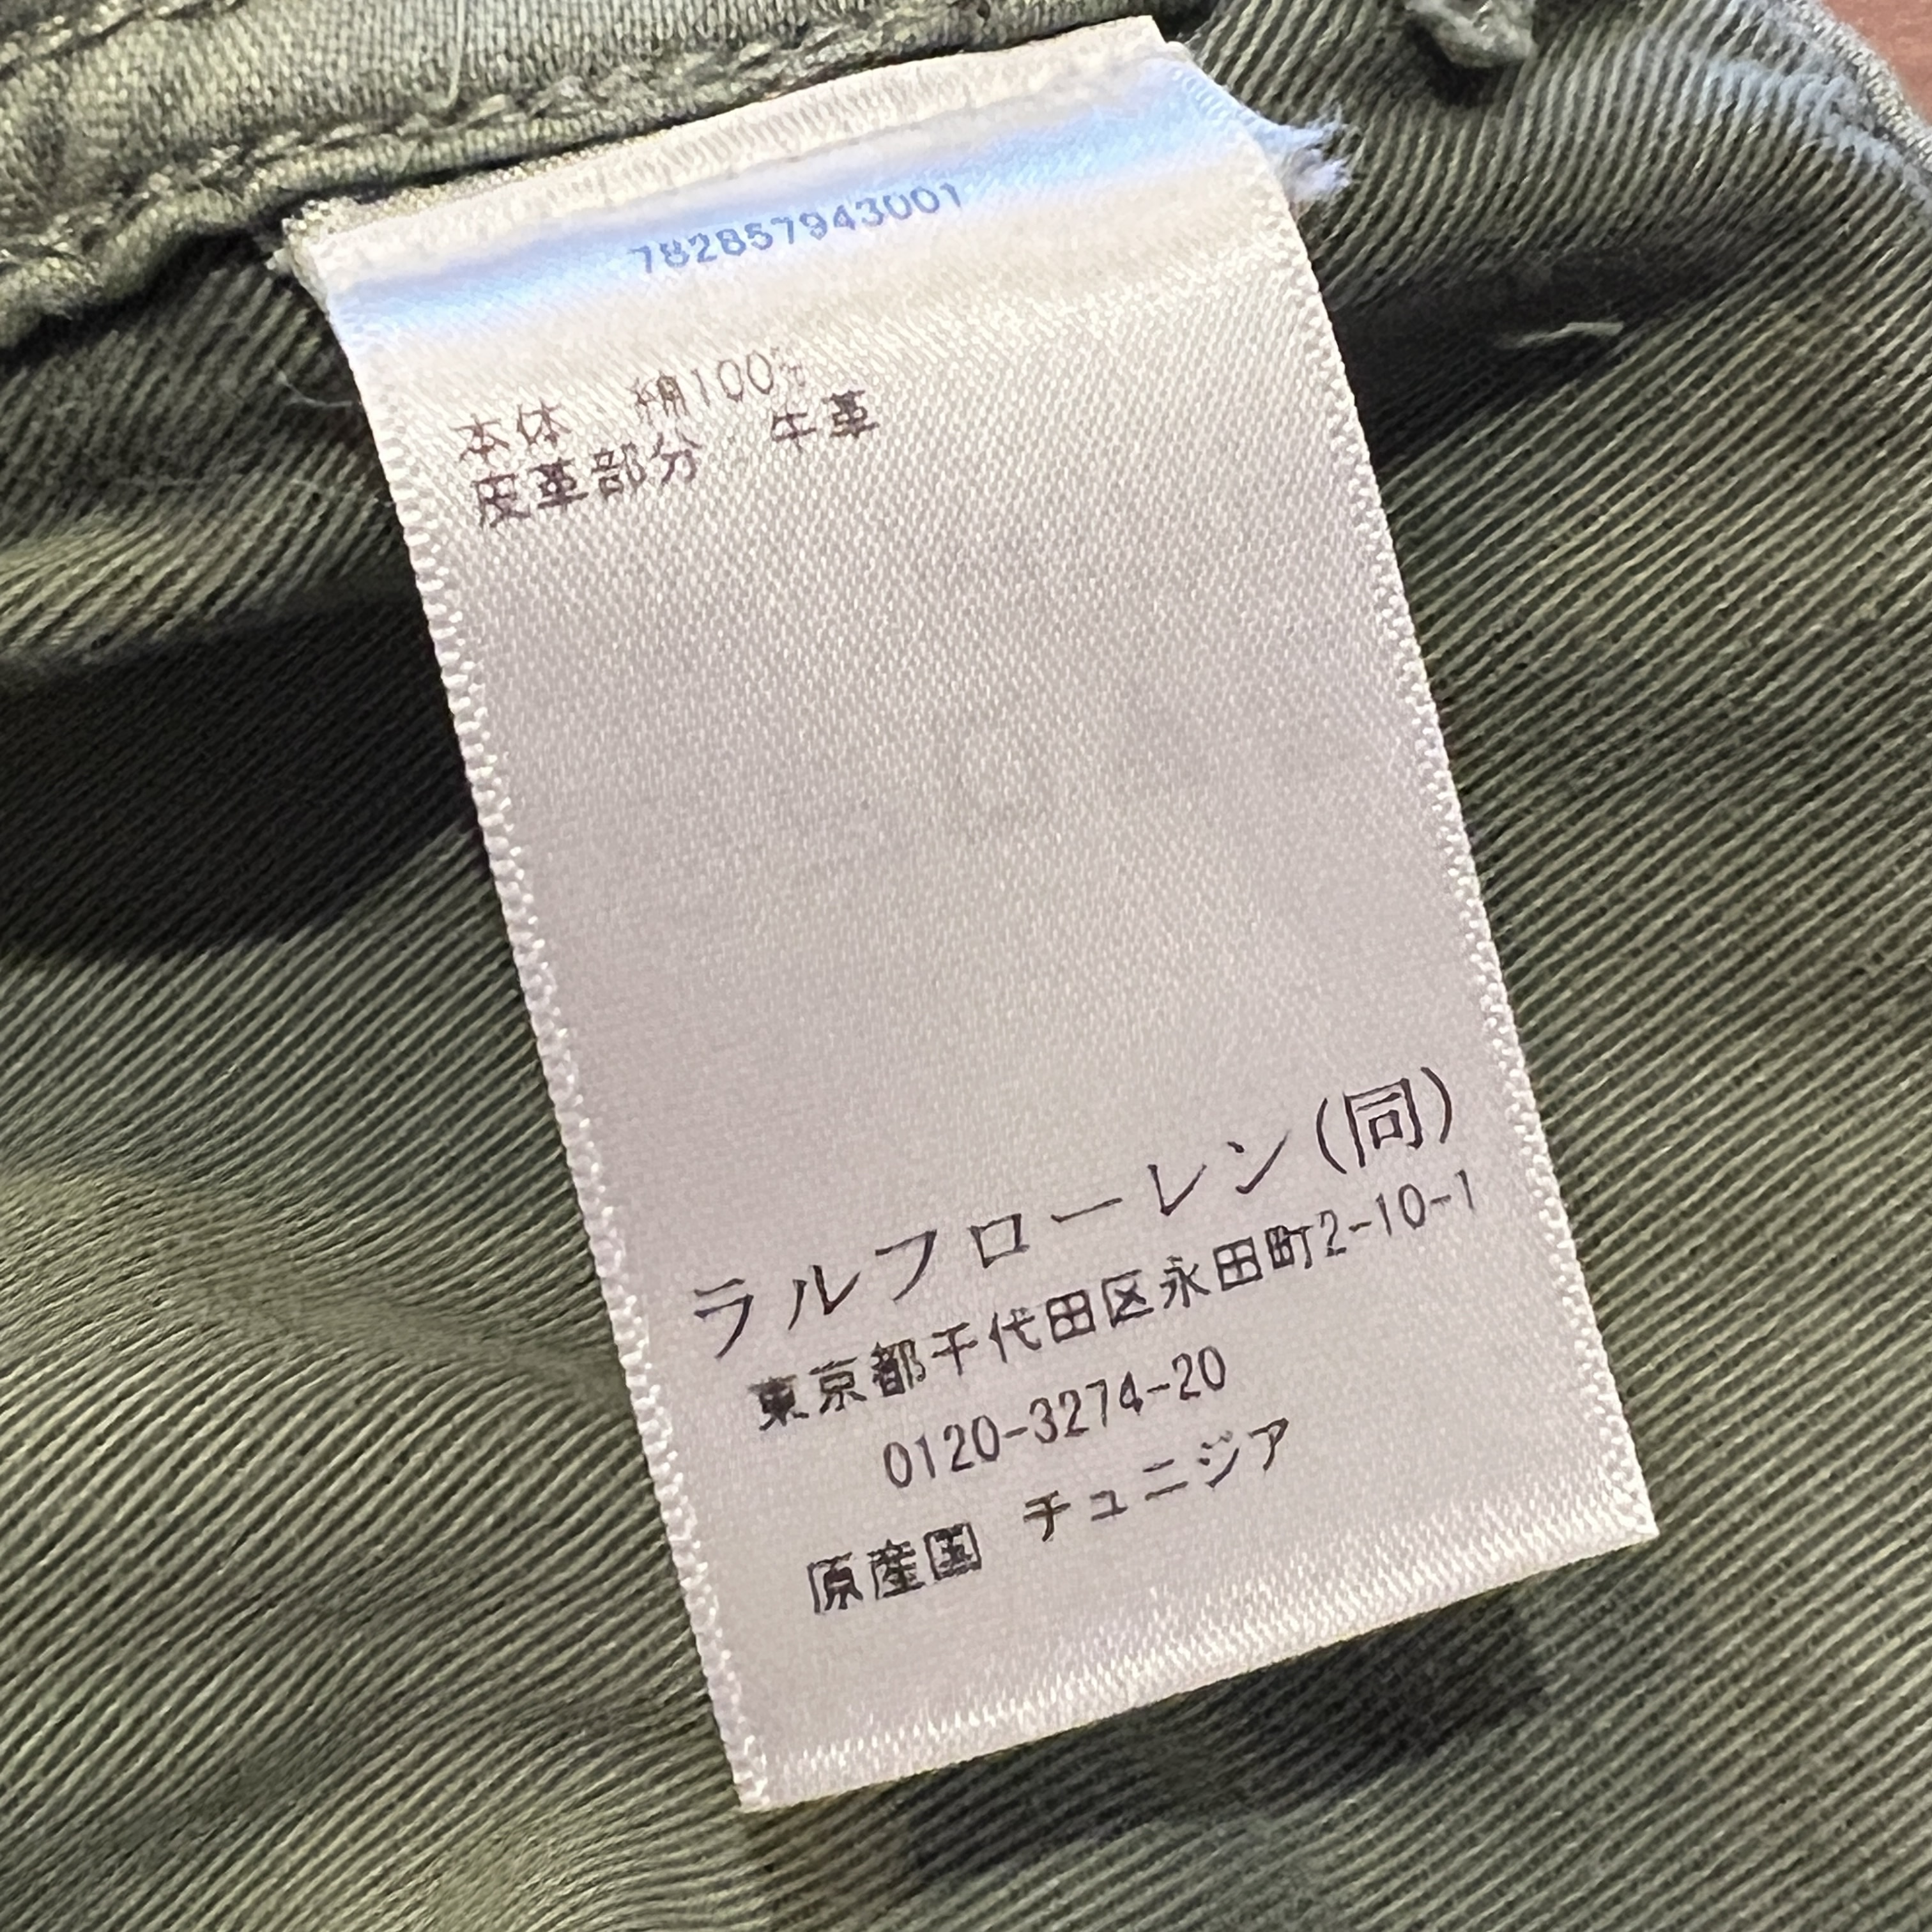 782857943001
本体 綿100%
皮革部分 牛革
ラルフローレン(同)
東京都千代田区永田町2-10-1
0120-3274-20
原産国 チュニジア